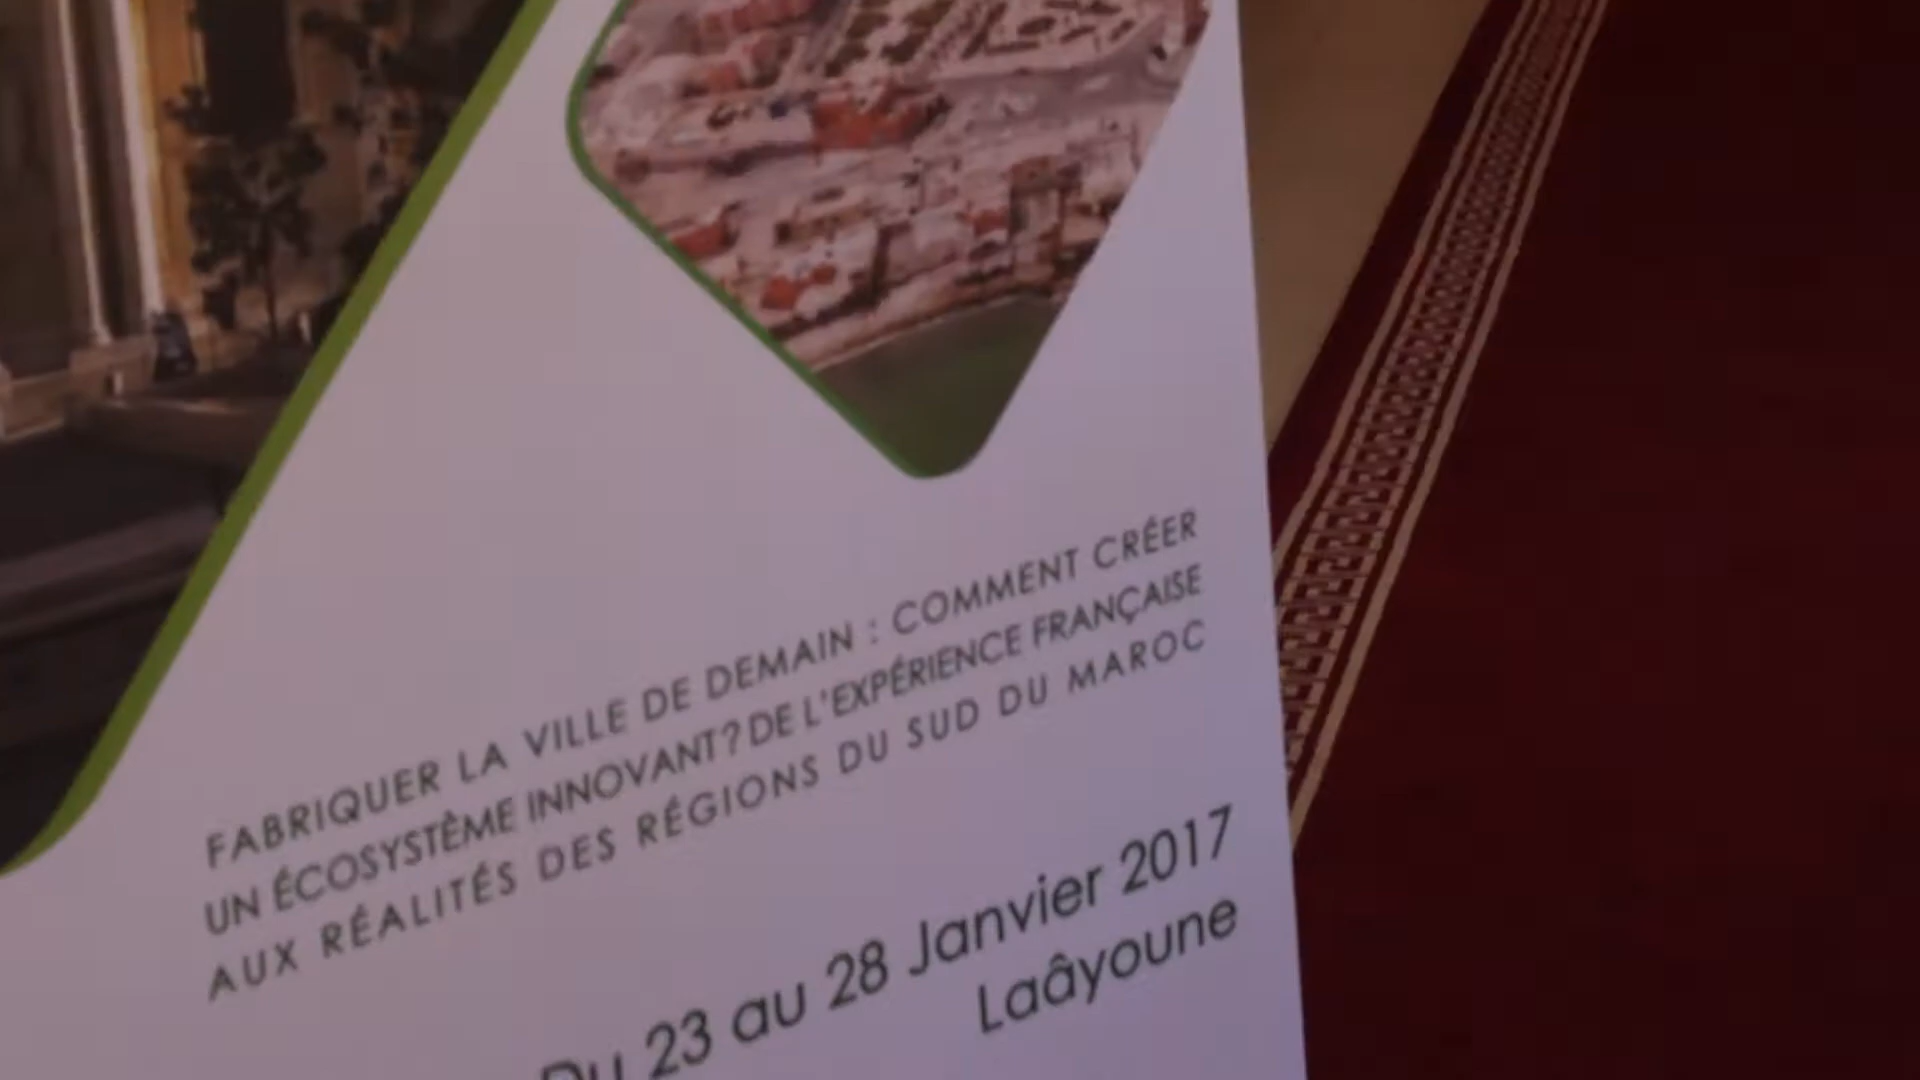 FABRIQUER LA VILLE DE DEMAIN : COMMENT CRÉER
UN ÉCOSYSTÈME INNOVANT? DE L'EXPÉRIENCE FRANÇAISE
AUX RÉALITÉS DES RÉGIONS DU SUD DU MAROC
Du 23 au 28 Janvier 2017
Laâyoune